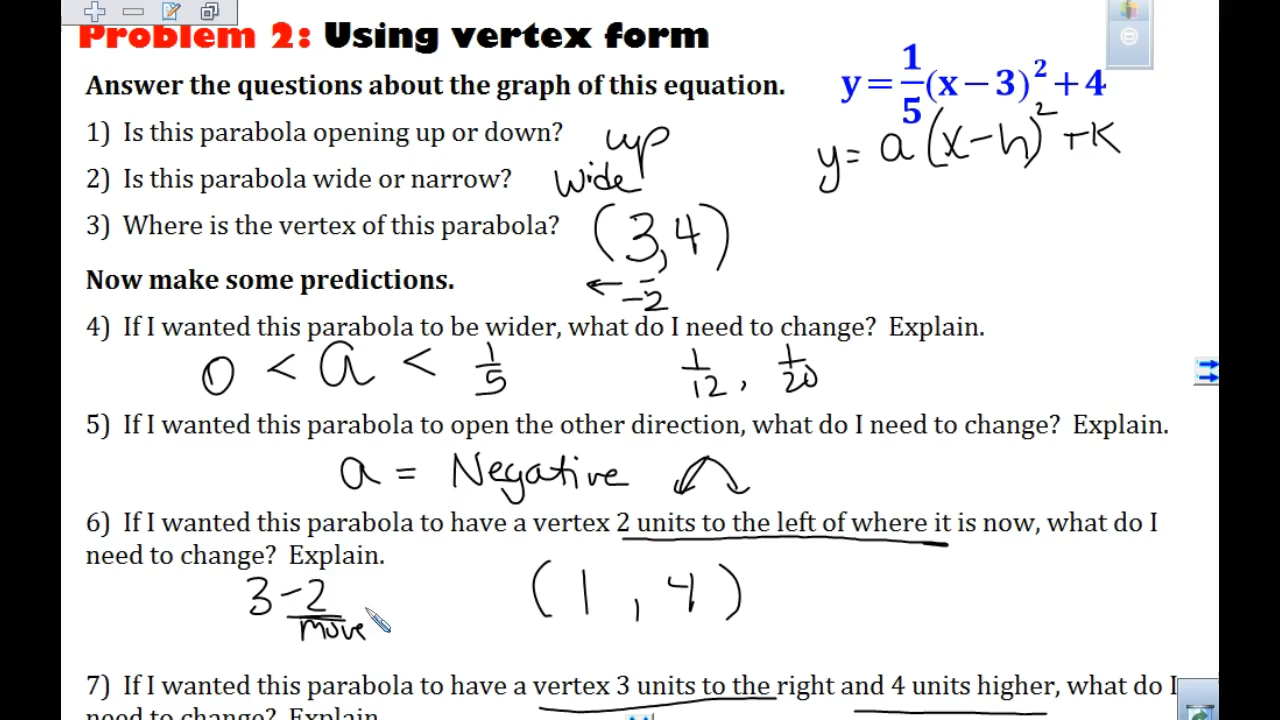 Problem 2: Using vertex form
Answer the questions about the graph of this equation.
y = 1/5 (x − 3)² + 4
y = a (x - h)² + k
1) Is this parabola opening up or down? up
2) Is this parabola wide or narrow? wide
3) Where is the vertex of this parabola? (3, 4)
← -2
Now make some predictions.
4) If I wanted this parabola to be wider, what do I need to change? Explain.
0 < a < 1/5 1/12, 1/20
5) If I wanted this parabola to open the other direction, what do I need to change? Explain.
a = Negative
6) If I wanted this parabola to have a vertex 2 units to the left of where it is now, what do I
need to change? Explain.
3 - 2 (1, 4)
move
7) If I wanted this parabola to have a vertex 3 units to the right and 4 units higher, what do I
need to change? Explain.